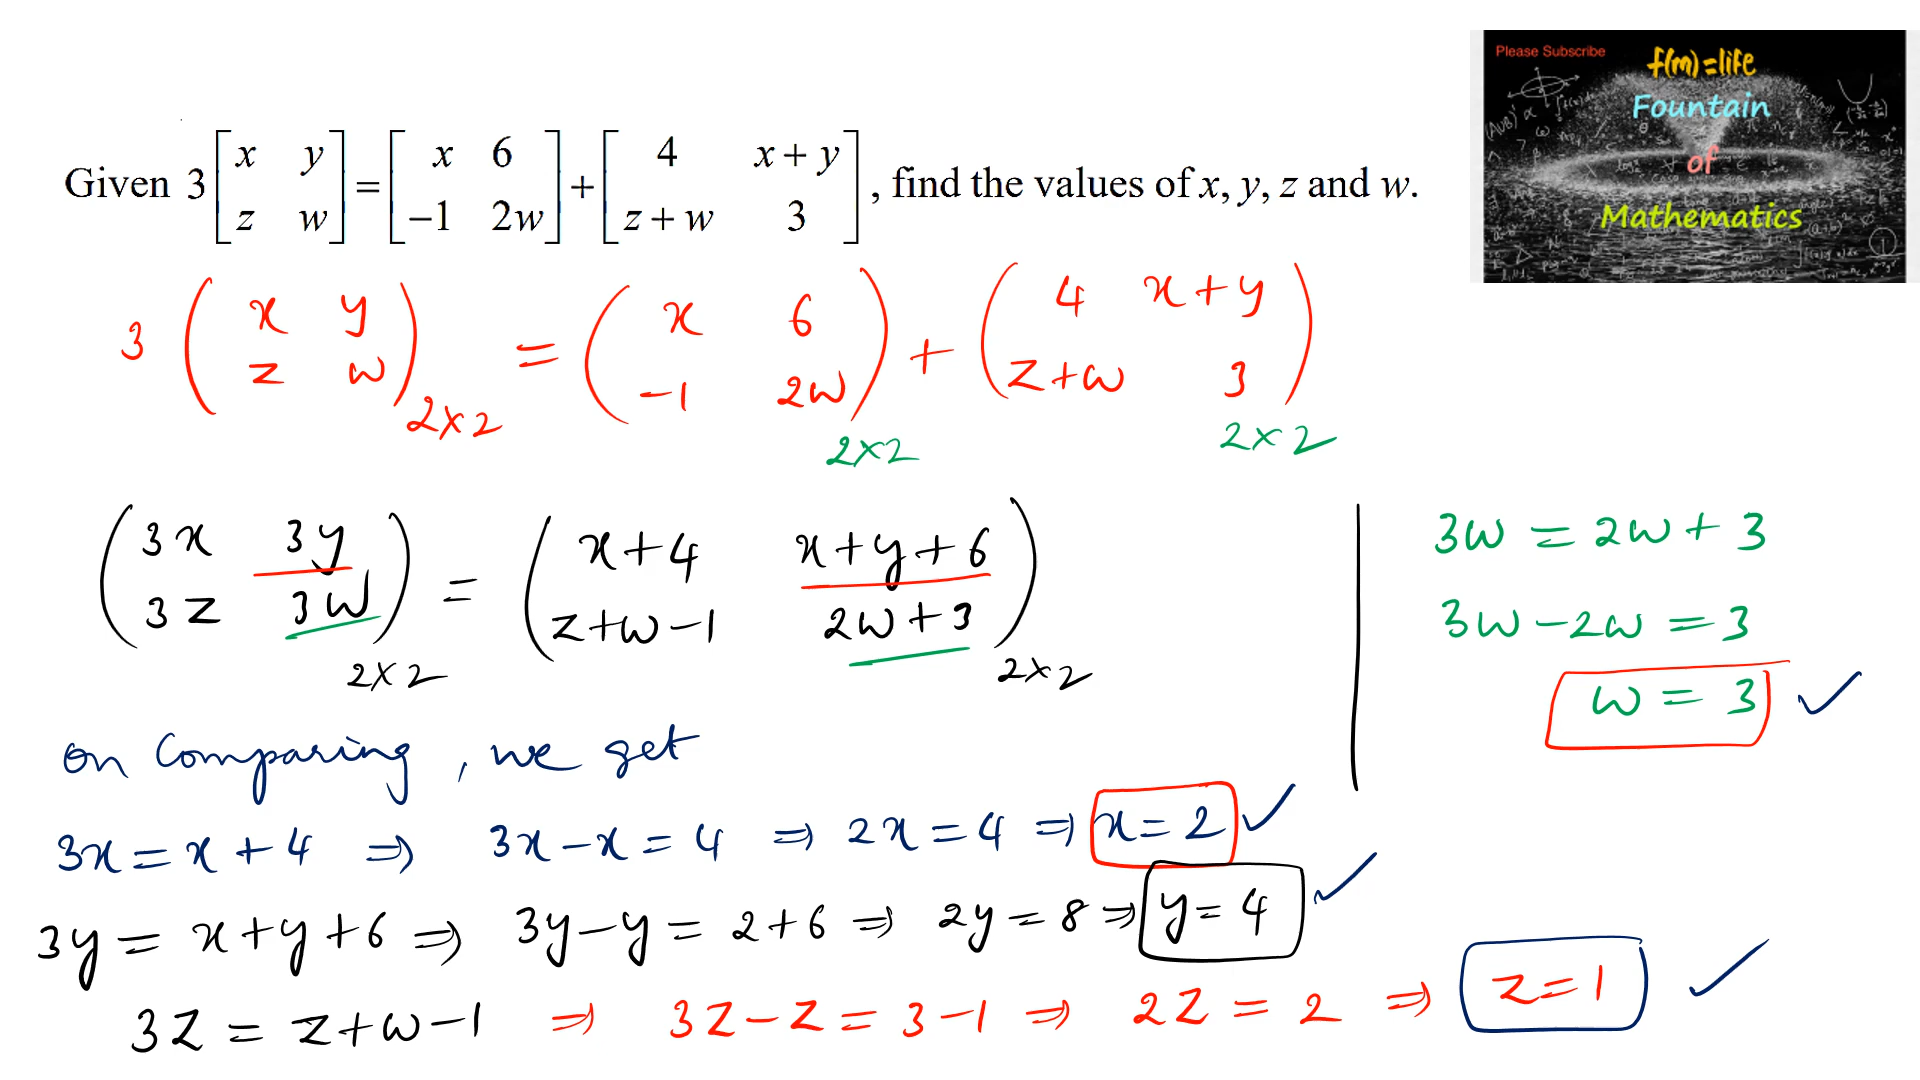 Please Subscribe
f(m)=life
Fountain
of
Mathematics
Given 3 [x y; z w] = [x 6; −1 2w] + [4 x + y; z + w 3], find the values of x, y, z and w.
3 (x y; z w) 2×2 = (x 6; −1 2w) 2×2 + (4 x+y; z+w 3) 2×2
(3x 3y; 3z 3w) 2×2 = (x+4 x+y+6; z+w−1 2w+3) 2×2
3w = 2w + 3
3w − 2w = 3
w = 3 ✓
on comparing, we get
3x = x + 4 ⇒ 3x − x = 4 ⇒ 2x = 4 ⇒ x = 2 ✓
3y = x + y + 6 ⇒ 3y − y = 2 + 6 ⇒ 2y = 8 ⇒ y = 4 ✓
3z = z + w − 1 ⇒ 3z − z = 3 − 1 ⇒ 2z = 2 ⇒ z = 1 ✓